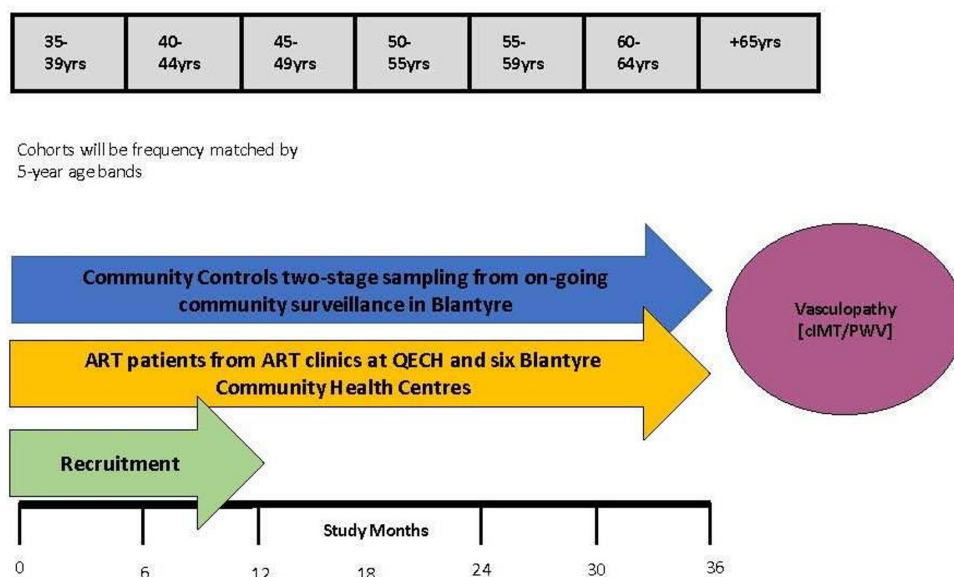 35-
39yrs
40-
44yrs
45-
49yrs
50-
55yrs
55-
59yrs
60-
64yrs
+65yrs
Cohorts will be frequency matched by
5-year age bands
Community Controls two-stage sampling from on-going
community surveillance in Blantyre
Vasculopathy
[cIMT/PWV]
ART patients from ART clinics at QECH and six Blantyre
Community Health Centres
Recruitment
Study Months
0
6
12
18
24
30
36